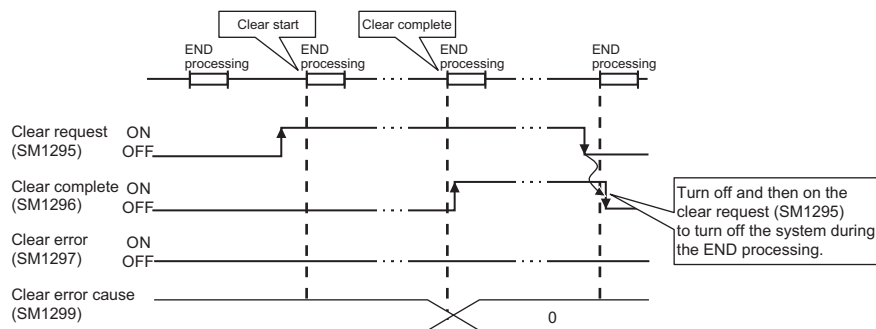 Clear start
Clear complete
END
processing
END
processing
END
processing
END
processing
Clear request
(SM1295)
ON
OFF
Clear complete
(SM1296)
ON
OFF
Turn off and then on the
clear request (SM1295)
to turn off the system during
the END processing.
Clear error
(SM1297)
ON
OFF
Clear error cause
(SM1299)
0